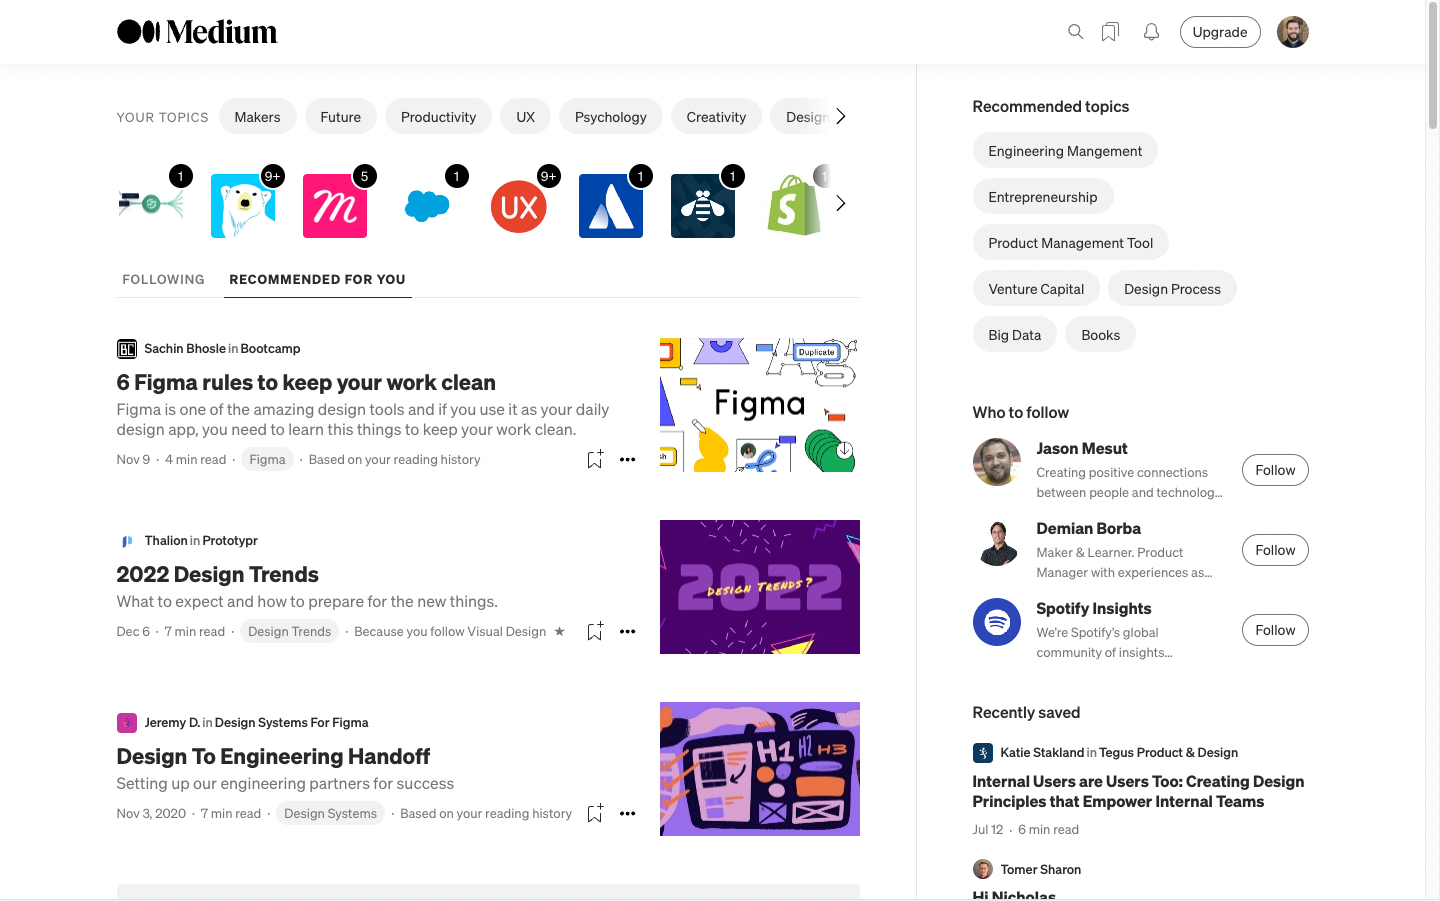 Medium
Upgrade
YOUR TOPICS
Makers
Future
Productivity
UX
Psychology
Creativity
Design
1
9+
5
1
9+
1
1
1
m
UX
S
FOLLOWING
RECOMMENDED FOR YOU
Sachin Bhosle in Bootcamp
6 Figma rules to keep your work clean
Figma is one of the amazing design tools and if you use it as your daily
design app, you need to learn this things to keep your work clean.
Nov 9 · 4 min read · Figma · Based on your reading history
Duplicate
Figma
Thalion in Prototypr
2022 Design Trends
What to expect and how to prepare for the new things.
Dec 6 · 7 min read · Design Trends · Because you follow Visual Design ★
2022
DESIGN TRENDS?
Jeremy D. in Design Systems For Figma
Design To Engineering Handoff
Setting up our engineering partners for success
Nov 3, 2020 · 7 min read · Design Systems · Based on your reading history
H1 H2 H3
Recommended topics
Engineering Mangement
Entrepreneurship
Product Management Tool
Venture Capital
Design Process
Big Data
Books
Who to follow
Jason Mesut
Creating positive connections
between people and technolog...
Follow
Demian Borba
Maker & Learner. Product
Manager with experiences as...
Follow
Spotify Insights
We're Spotify's global
community of insights...
Follow
Recently saved
Katie Stakland in Tegus Product & Design
Internal Users are Users Too: Creating Design
Principles that Empower Internal Teams
Jul 12 · 6 min read
Tomer Sharon
Hi Nicholas